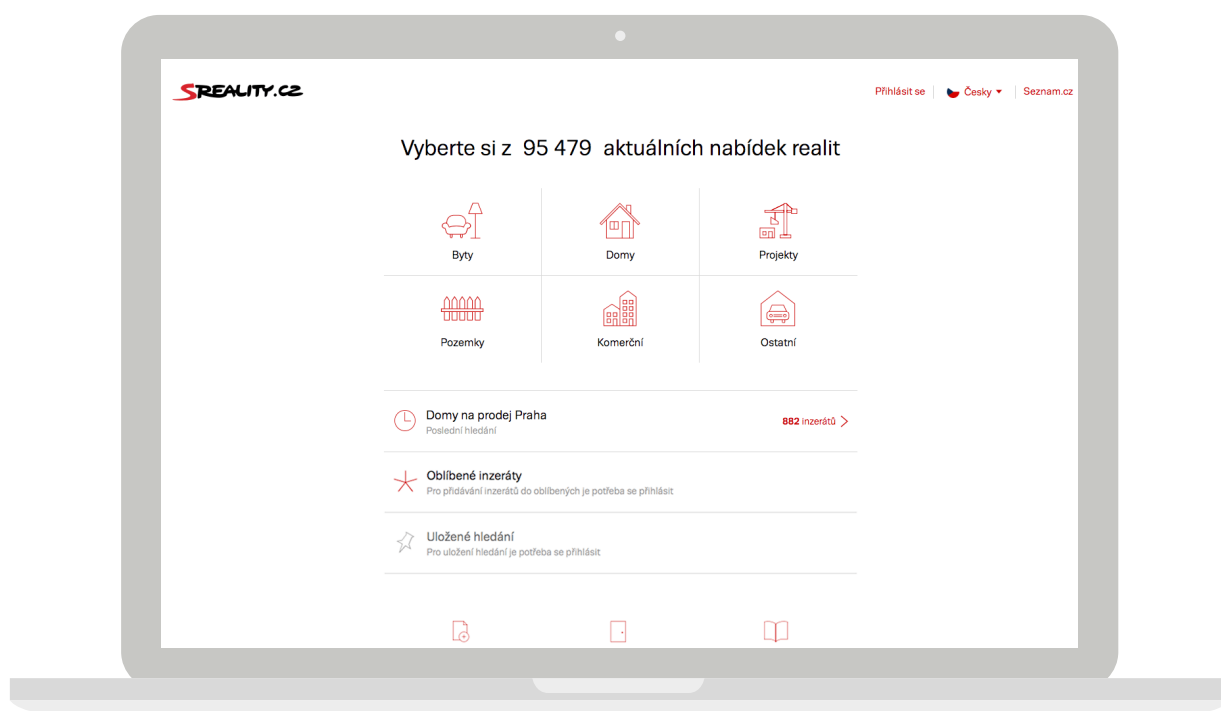 SREALITY.CZ
Přihlásit se
Česky
Seznam.cz
Vyberte si z 95 479 aktuálních nabídek realit
Byty
Domy
Projekty
Pozemky
Komerční
Ostatní
Domy na prodej Praha
Poslední hledání
882 inzerátů
Oblíbené inzeráty
Pro přidávání inzerátů do oblíbených je potřeba se přihlásit
Uložené hledání
Pro uložení hledání je potřeba se přihlásit